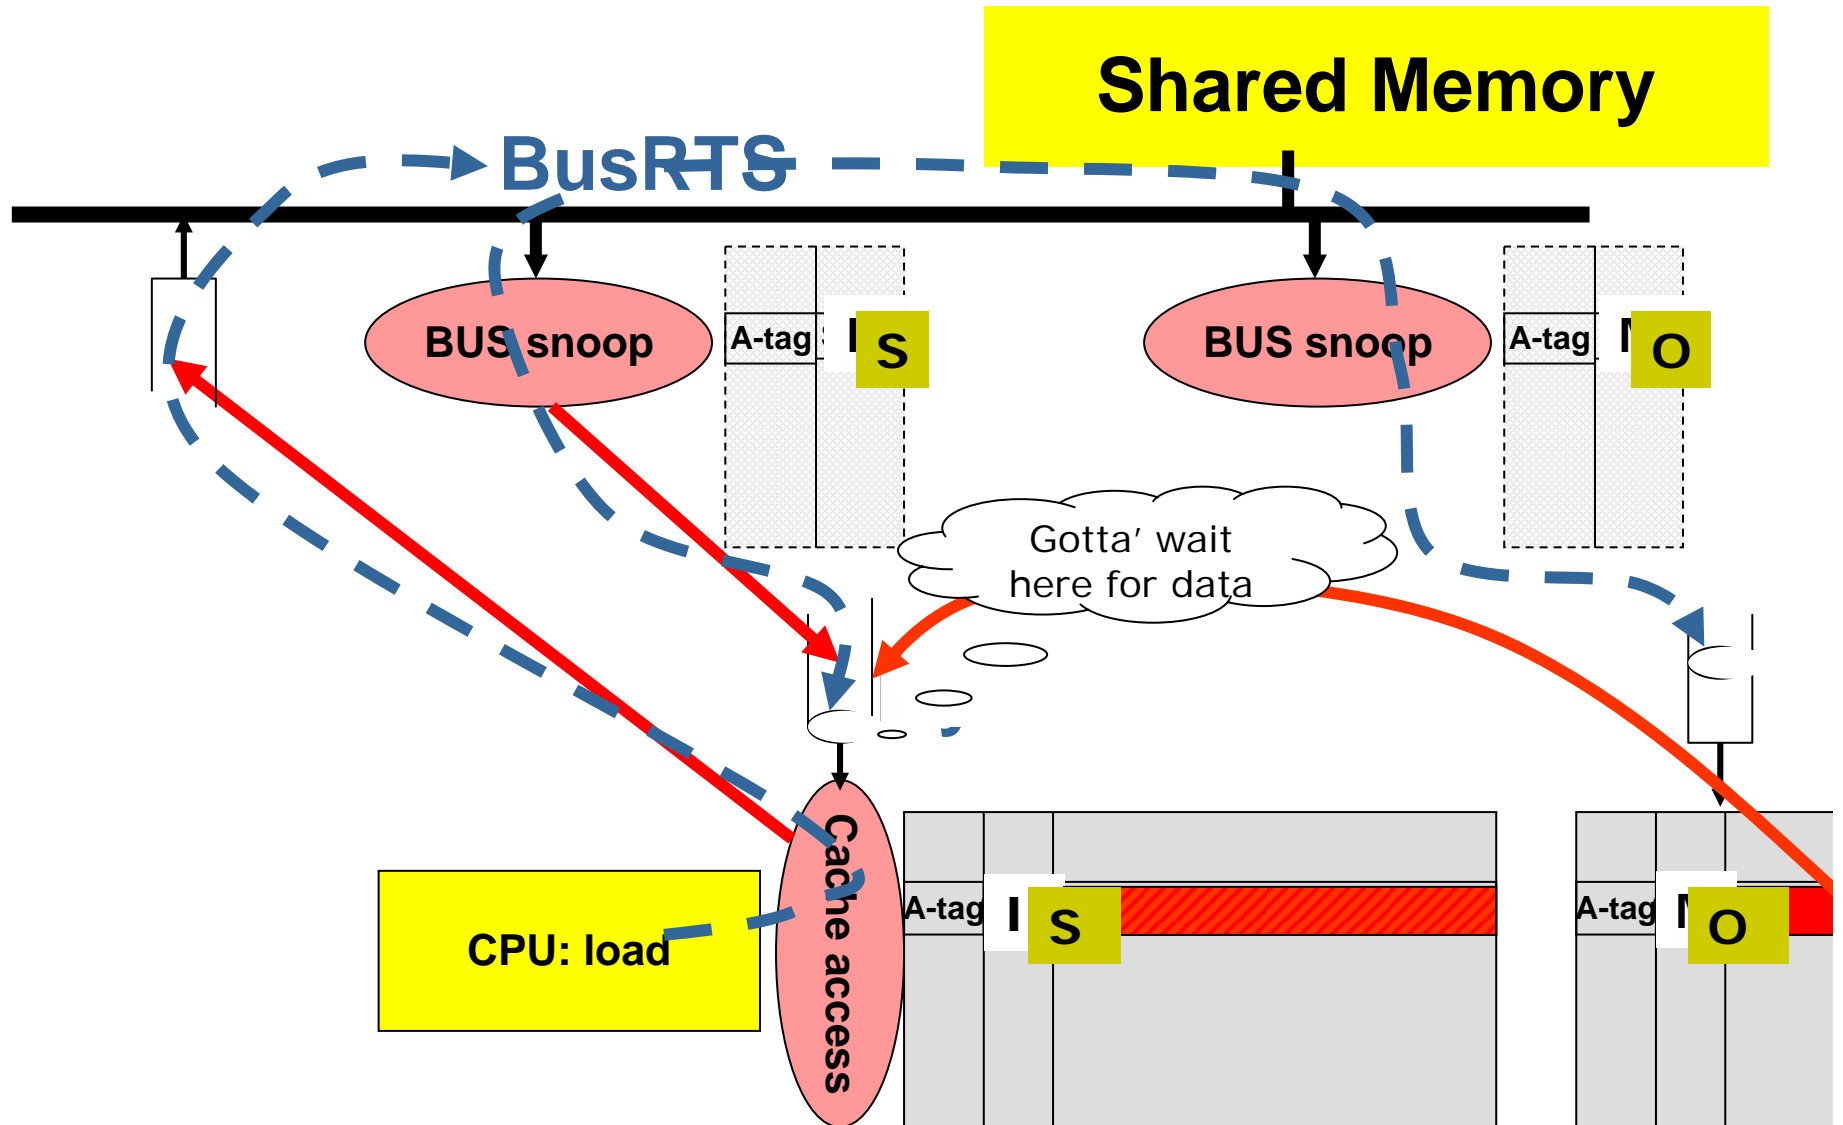 Shared Memory
BusRTS
BUS snoop
A-tag
S
BUS snoop
A-tag
O
Gotta' wait
here for data
Cache access
CPU: load
A-tag
I
S
A-tag
O